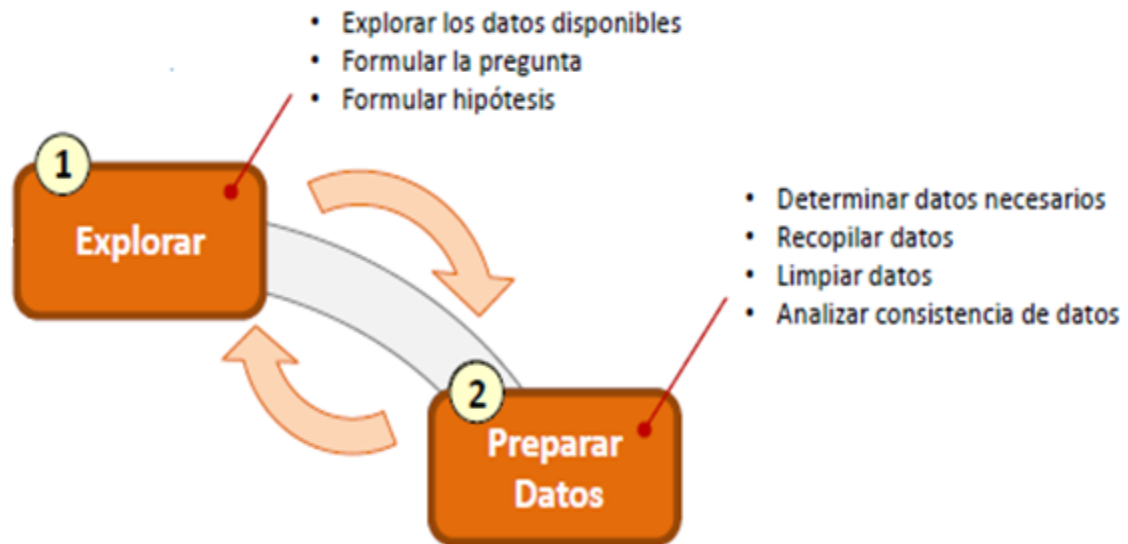 • Explorar los datos disponibles
• Formular la pregunta
• Formular hipótesis
1
Explorar
• Determinar datos necesarios
• Recopilar datos
• Limpiar datos
• Analizar consistencia de datos
2
Preparar
Datos